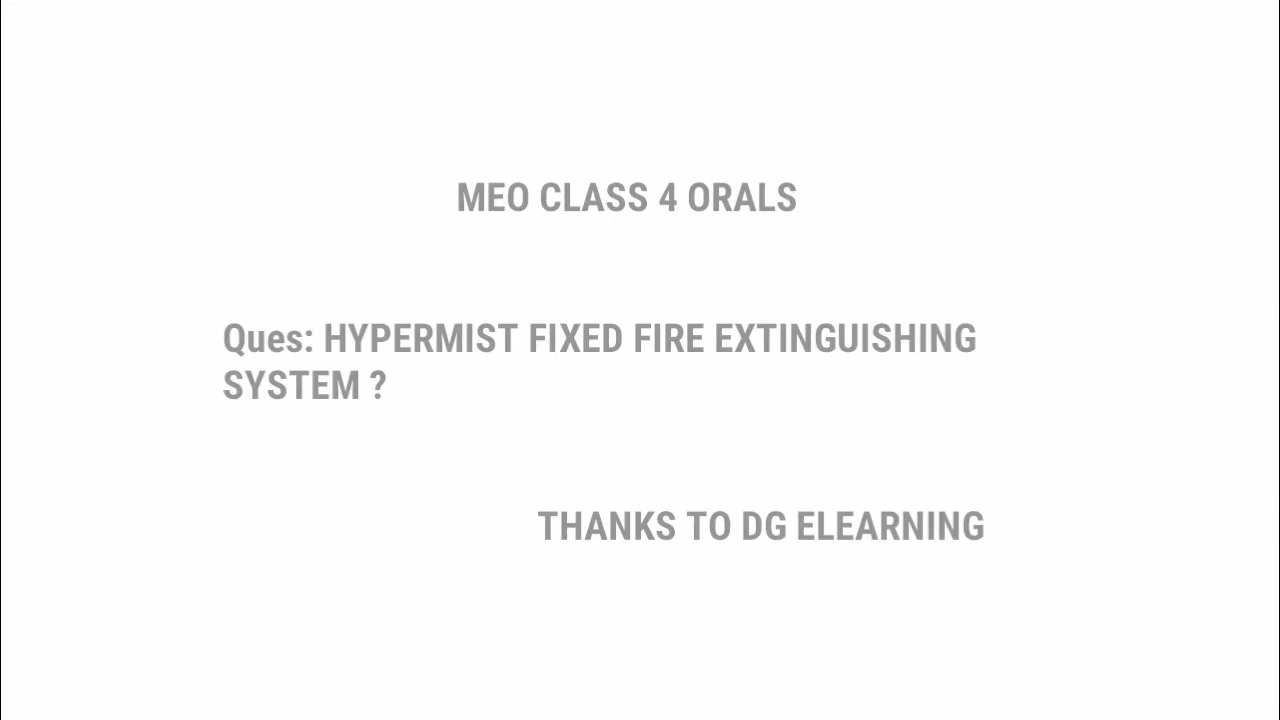 MEO CLASS 4 ORALS
Ques: HYPERMIST FIXED FIRE EXTINGUISHING
SYSTEM ?
THANKS TO DG ELEARNING